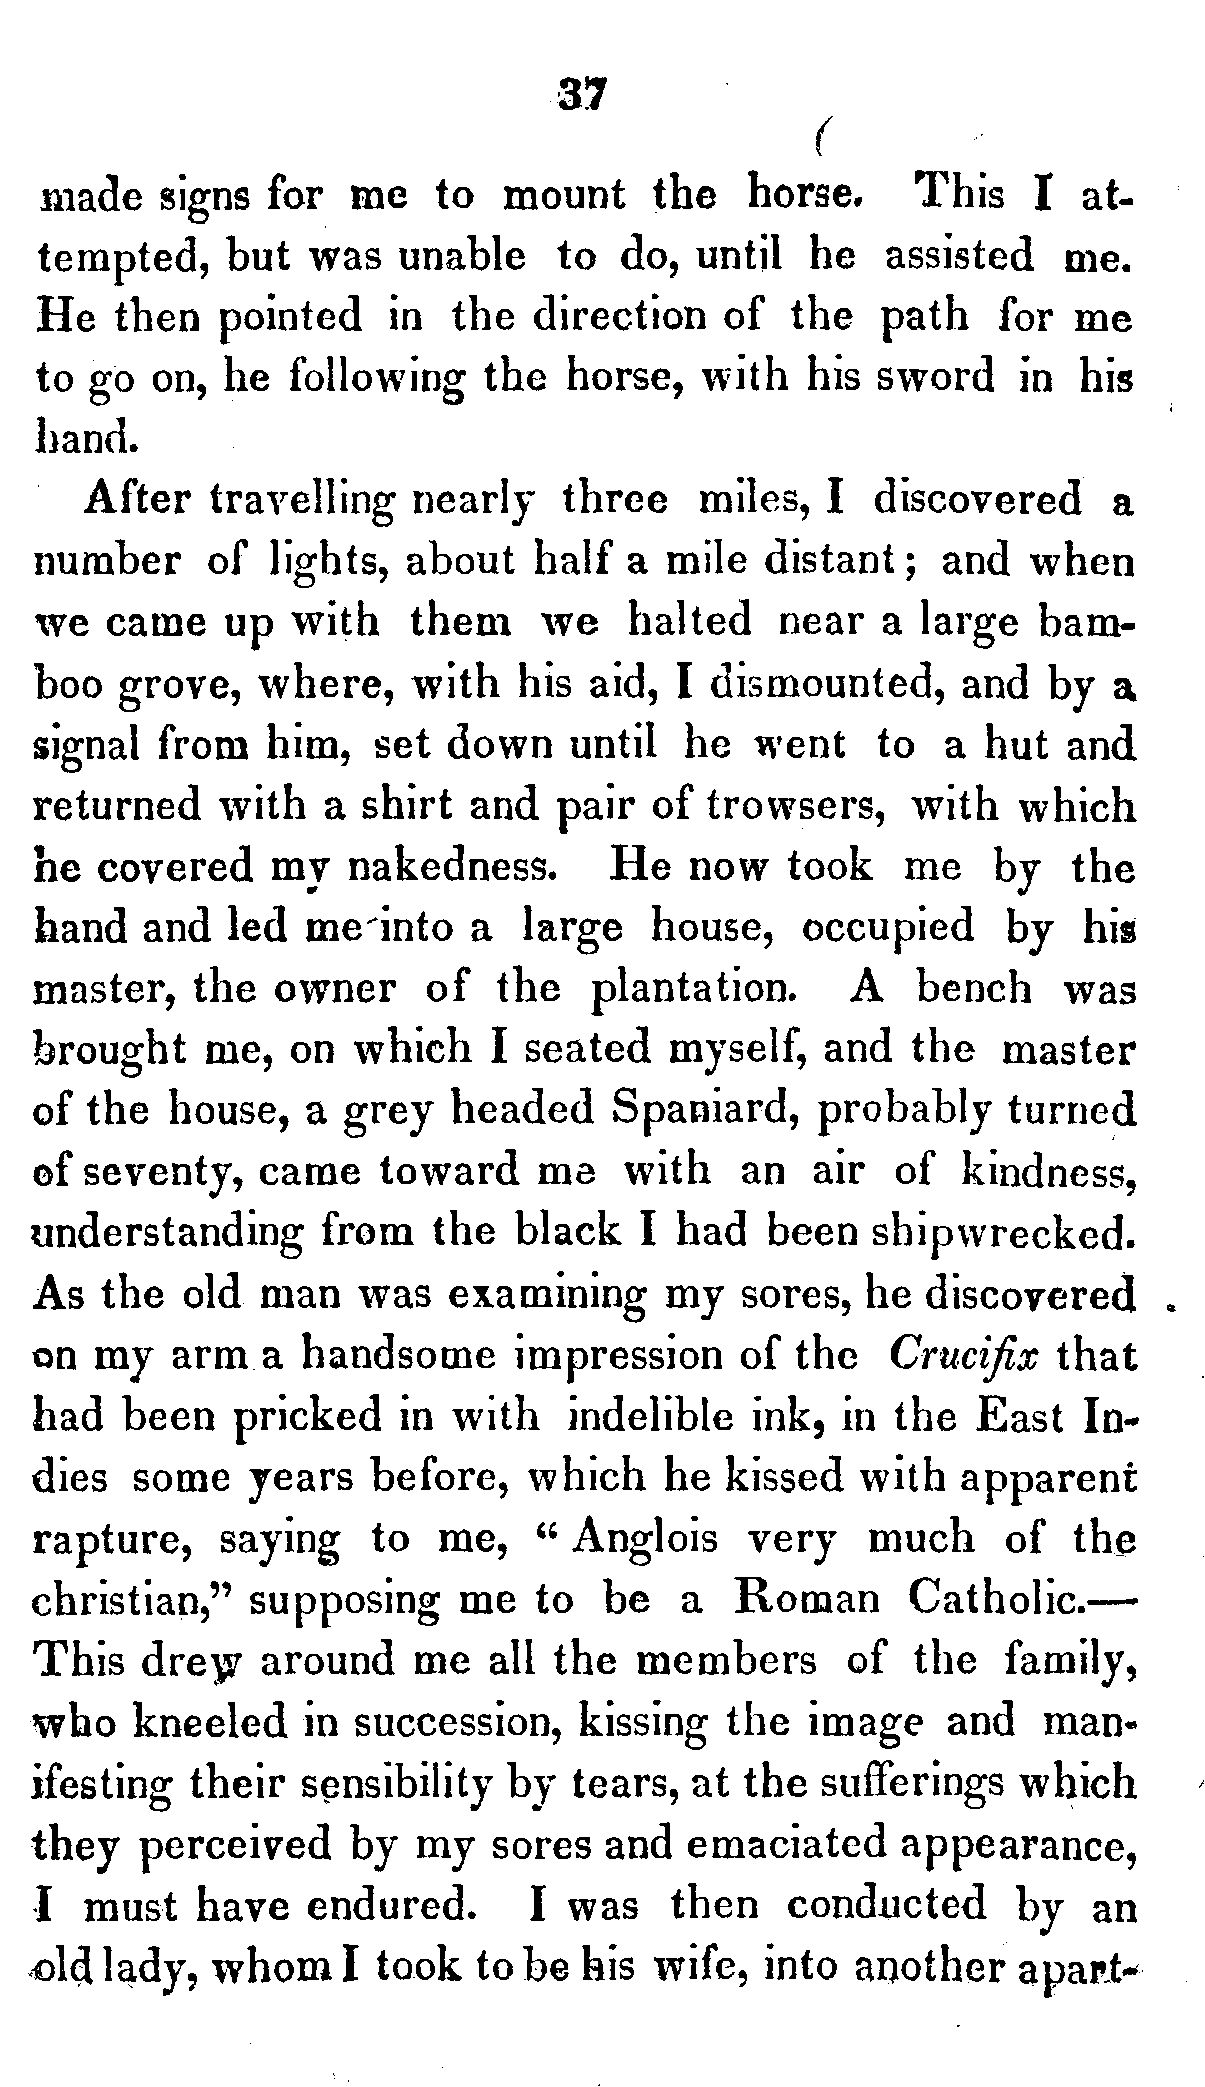 37
made signs for me to mount the horse. This I at-
tempted, but was unable to do, until he assisted me.
He then pointed in the direction of the path for me
to go on, he following the horse, with his sword in his
hand.
After travelling nearly three miles, I discovered a
number of lights, about half a mile distant; and when
we came up with them we halted near a large bam-
boo grove, where, with his aid, I dismounted, and by a
signal from him, set down until he went to a hut and
returned with a shirt and pair of trowsers, with which
he covered my nakedness. He now took me by the
hand and led me into a large house, occupied by his
master, the owner of the plantation. A bench was
brought me, on which I seated myself, and the master
of the house, a grey headed Spaniard, probably turned
of seventy, came toward me with an air of kindness,
understanding from the black I had been shipwrecked.
As the old man was examining my sores, he discovered
on my arm a handsome impression of the Crucifix that
had been pricked in with indelible ink, in the East In-
dies some years before, which he kissed with apparent
rapture, saying to me, “ Anglois very much of the
christian,” supposing me to be a Roman Catholic.—
This drew around me all the members of the family,
who kneeled in succession, kissing the image and man-
ifesting their sensibility by tears, at the sufferings which
they perceived by my sores and emaciated appearance,
I must have endured. I was then conducted by an
old lady, whom I took to be his wife, into another apart-